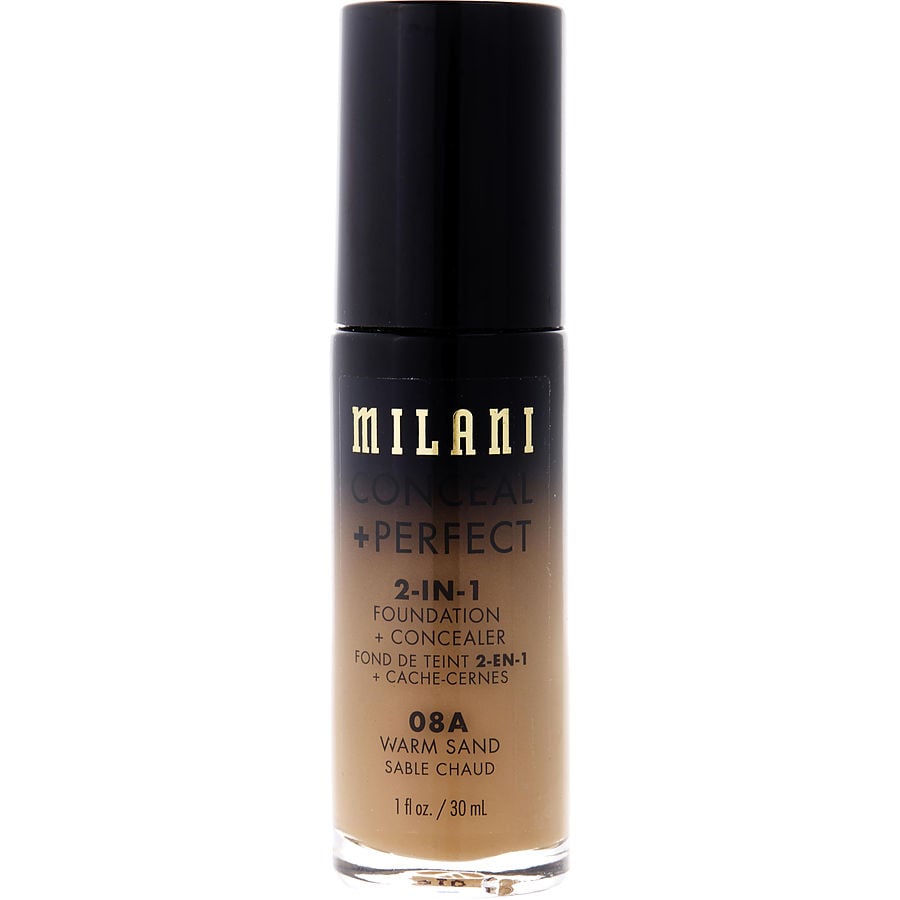 MILANI
CONCEAL
+PERFECT
2-IN-1
FOUNDATION
+ CONCEALER
FOND DE TEINT 2-EN-1
+ CACHE-CERNES
08A
WARM SAND
SABLE CHAUD
1 fl oz. / 30 mL